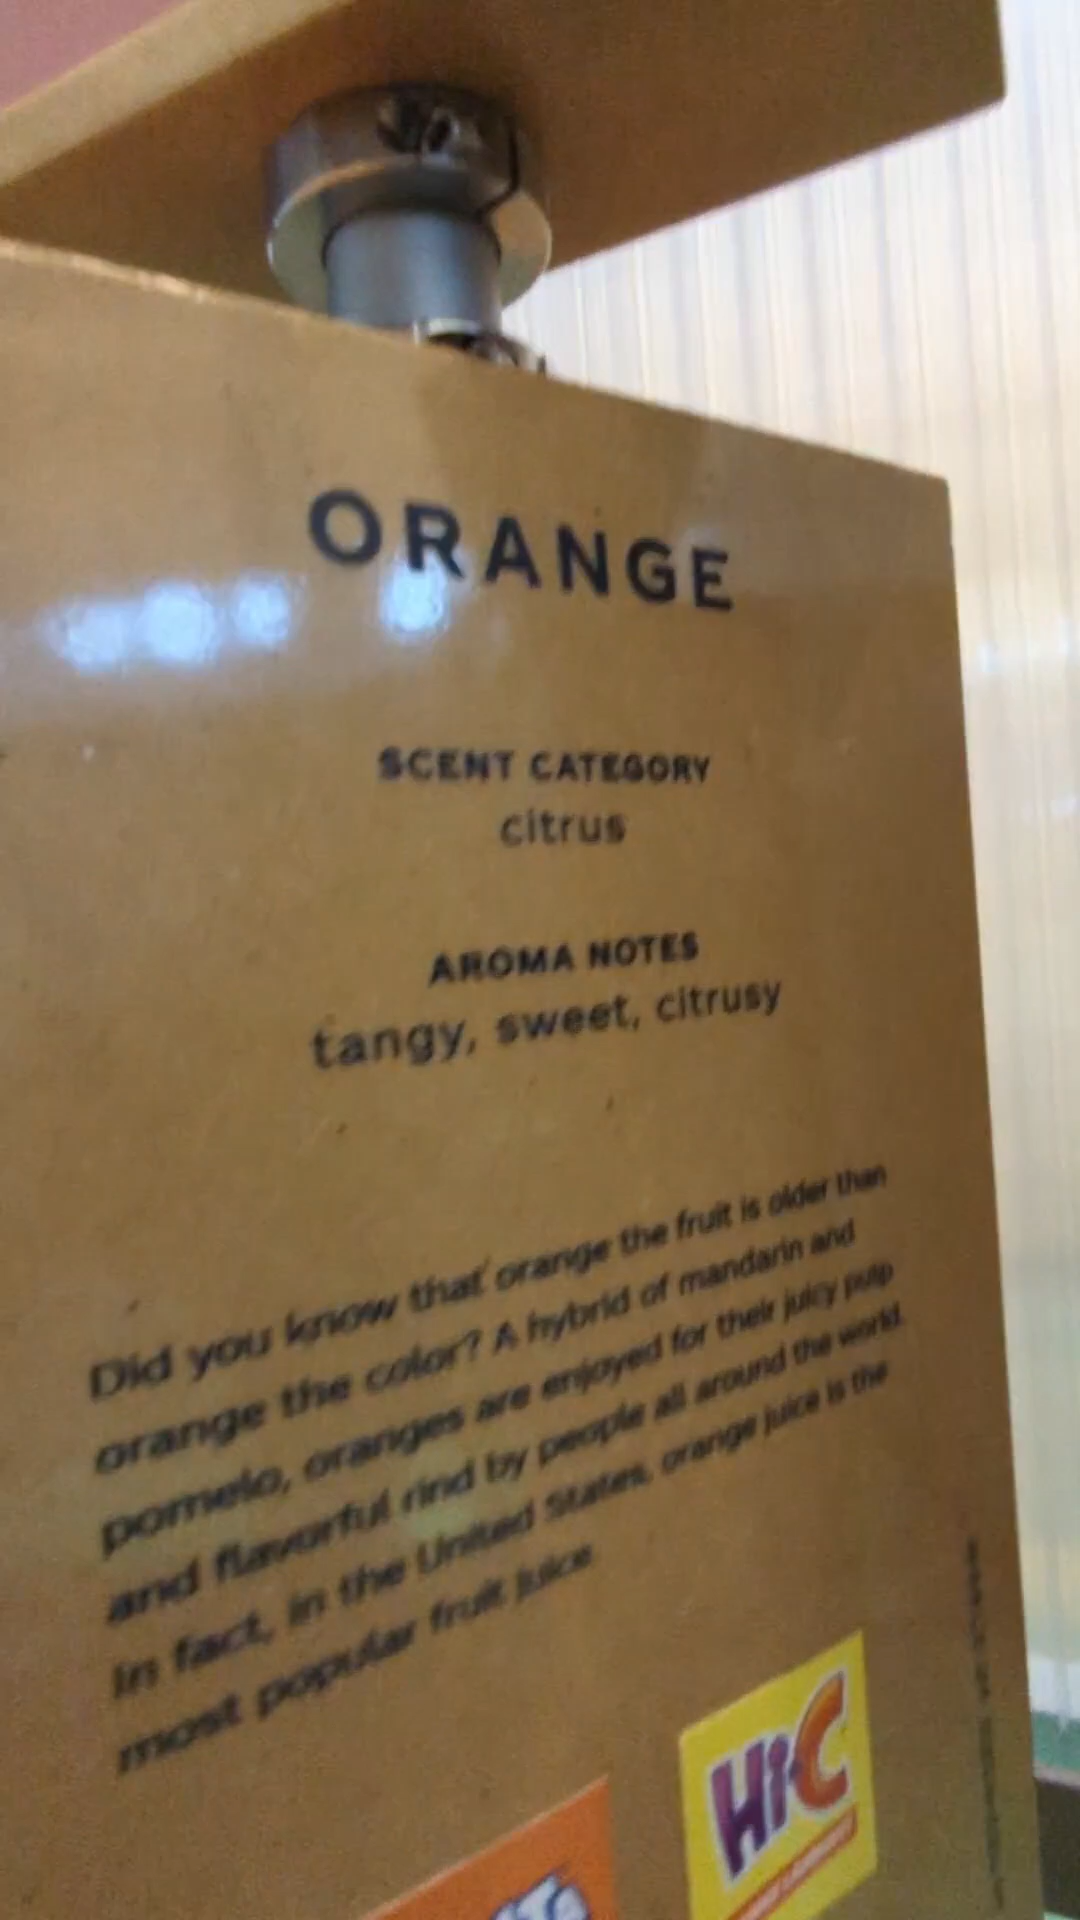 ORANGE
SCENT CATEGORY
citrus
AROMA NOTES
tangy, sweet, citrusy
Did you know that orange the fruit is older than
orange the color? A hybrid of mandarin and
pomelo, oranges are enjoyed for their juicy pulp
and flavorful rind by people all around the world.
In fact, in the United States, orange juice is the
most popular fruit juice
Hi-C